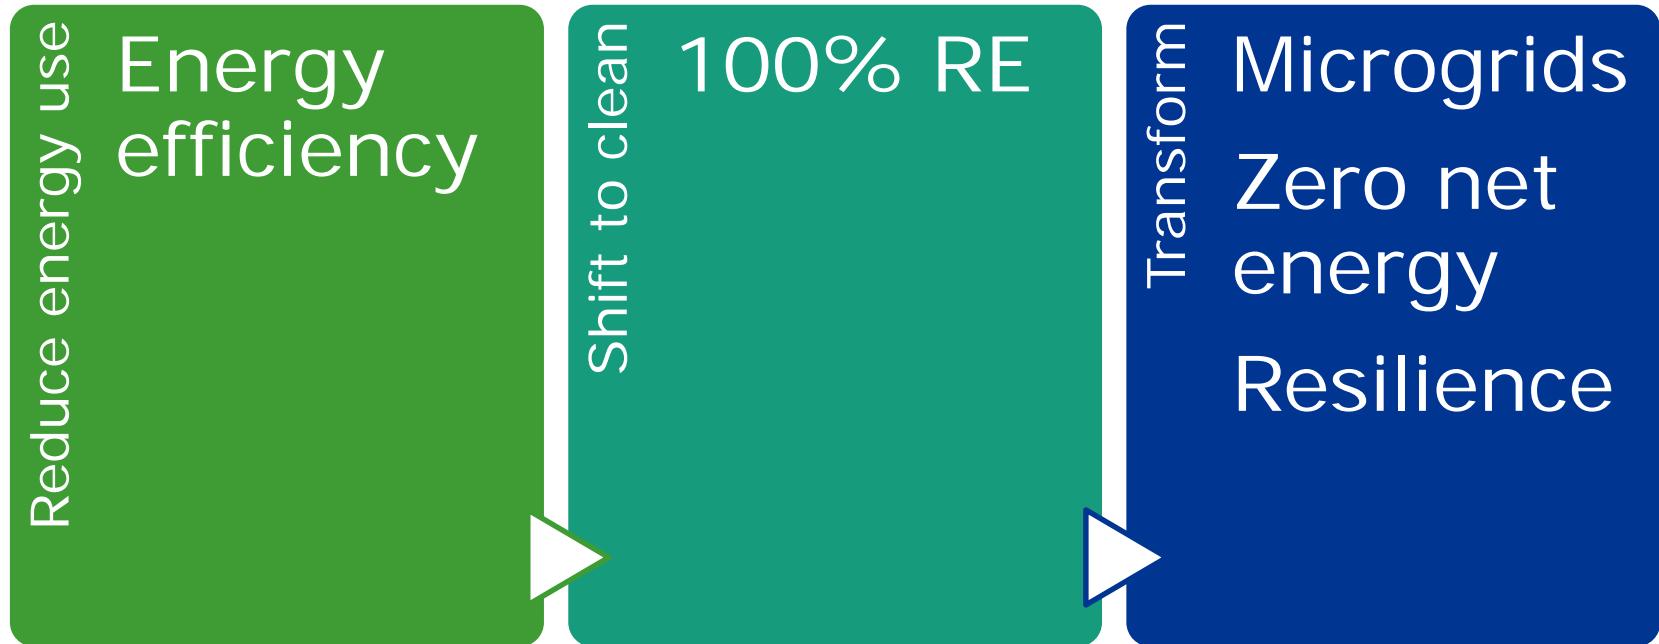 Reduce energy use
Energy
efficiency
Shift to clean
100% RE
Transform
Microgrids
Zero net
energy
Resilience